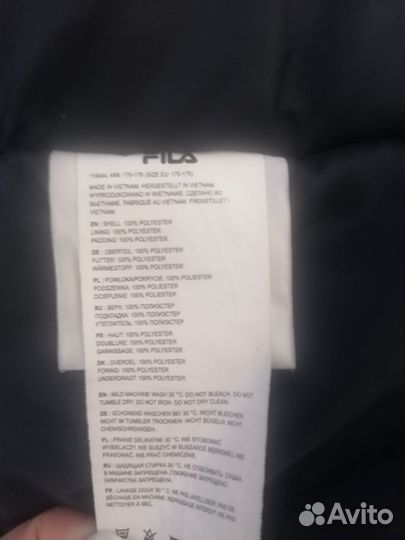 FILA
MADE IN VIETNAM, HERGESTELLT IN VIETNAM,
WYPRODUKOWANO W WIETNAMIE, СДЕЛАНО ВО
ВЬЕТНАМЕ, FABRIQUÉ AU VIETNAM, FREMSTILLET I
VIETNAM
EN : SHELL: 100% POLYESTER
LINING: 100% POLYESTER
PADDING: 100% POLYESTER
DE : OBERTEIL: 100% POLYESTER
FUTTER: 100% POLYESTER
WÄRMESTOFF: 100% POLYESTER
PL : POWŁOKA/POKRYCIE: 100% POLIESTER
PODSZEWKA: 100% POLIESTER
OCIEPLENIE: 100% POLIESTER
RU : ВЕРХ: 100% ПОЛИЭСТЕР
ПОДКЛАДКА: 100% ПОЛИЭСТЕР
УТЕПЛИТЕЛЬ: 100% ПОЛИЭСТЕР
FR : HAUT: 100% POLYESTER
DOUBLURE: 100% POLYESTER
GARNISSAGE: 100% POLYESTER
DK : OVERDEL: 100% POLYESTER
FORING: 100% POLYESTER
UNDERDRAGT: 100% POLYESTER
EN : MILD MACHINE WASH 30 °C, DO NOT BLEACH, DO NOT
TUMBLE DRY, DO NOT IRON, DO NOT DRY CLEAN.
DE : SCHONEND WASCHEN BEI 30 °C, NICHT BLEICHEN
NICHT IM TUMBLER TROCKNEN, NICHT BÜGELN, NICHT
CHEMISCHREINIGEN.
PL : PRANIE DELIKATNE 30 °C, NIE STOSOWAĆ
WYBIELACZY, NIE SUSZYĆ W SUSZARCE BĘBNOWEJ, NIE
PRASOWAĆ, NIE PRAĆ CHEMICZNIE.
RU : ЩАДЯЩАЯ СТИРКА 30 °C, НЕ ОТБЕЛИВАТЬ, СУШКА
В МАШИНЕ ЗАПРЕЩЕНА, ГЛАЖЕНИЕ ЗАПРЕЩЕНО
FR : LAVAGE DOUX 30 °C, NE PAS JAVELLISER, PAS DE
SÉCHAGE EN MACHINE, REPASSAGE INTERDIT, NE PAS
NETTOYER À SEC.
Avito